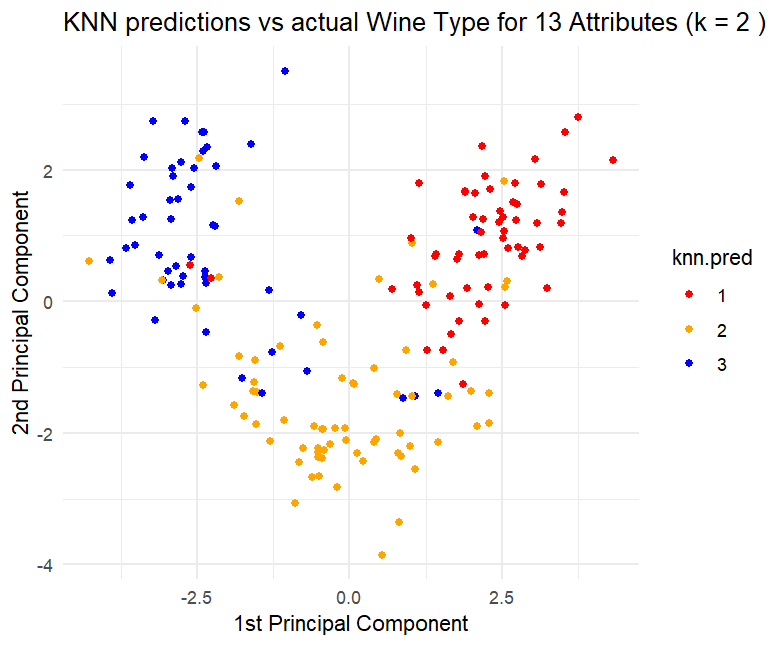 KNN predictions vs actual Wine Type for 13 Attributes (k = 2 )
2
0
-2
-4
2nd Principal Component
-2.5 0.0 2.5
1st Principal Component
knn.pred
1
2
3